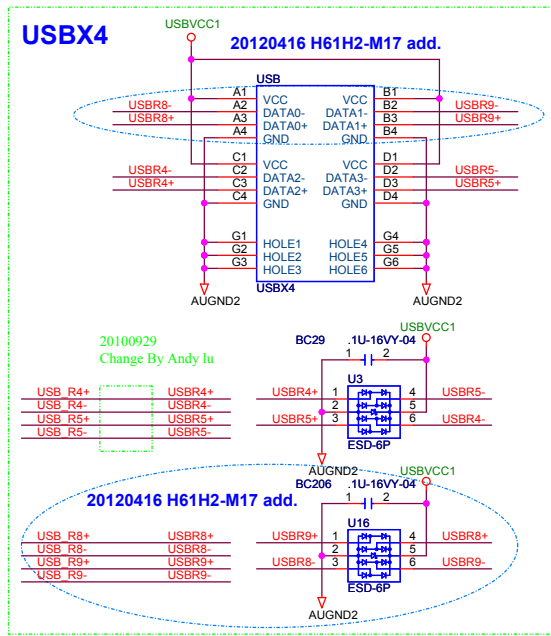 USBX4
USBVCC1
20120416 H61H2-M17 add.
USB
A1 VCC VCC B1
USBR8- A2 DATA0- DATA1- B2 USBR9-
USBR8+ A3 DATA0+ DATA1+ B3 USBR9+
A4 GND GND B4
C1 VCC VCC D1
USBR4- C2 DATA2- DATA3- D2 USBR5-
USBR4+ C3 DATA2+ DATA3+ D3 USBR5+
C4 GND GND D4
G1 HOLE1 HOLE4 G4
G2 HOLE2 HOLE5 G5
G3 HOLE3 HOLE6 G6
USBX4
AUGND2 AUGND2
20100929
Change By Andy lu
USBVCC1
BC29 .1U-16VY-04
1 2
U3
USB_R4+ USBR4+ USBR4+ 1 4 USBR5-
USB_R4- USBR4- 2 5
USB_R5+ USBR5+ USBR5+ 3 6 USBR4-
USB_R5- USBR5-
ESD-6P
AUGND2
USBVCC1
BC206 .1U-16VY-04
20120416 H61H2-M17 add.
1 2
U16
USB_R8+ USBR8+ USBR9+ 1 4 USBR8+
USB_R8- USBR8- 2 5
USB_R9+ USBR9+ USBR8- 3 6 USBR9-
USB_R9- USBR9-
ESD-6P
AUGND2